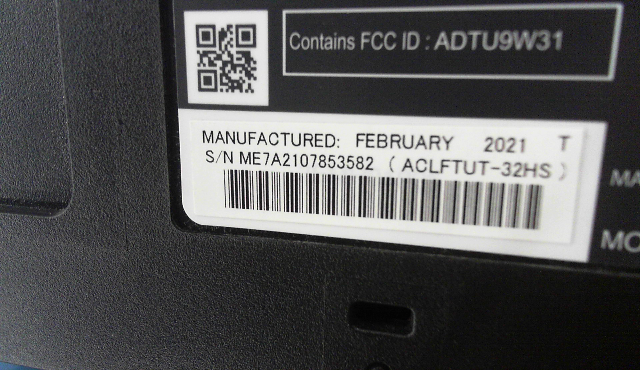 Contains FCC ID : ADTU9W31
MANUFACTURED: FEBRUARY 2021 T
S/N ME7A2107853582 ( ACLFTUT-32HS )